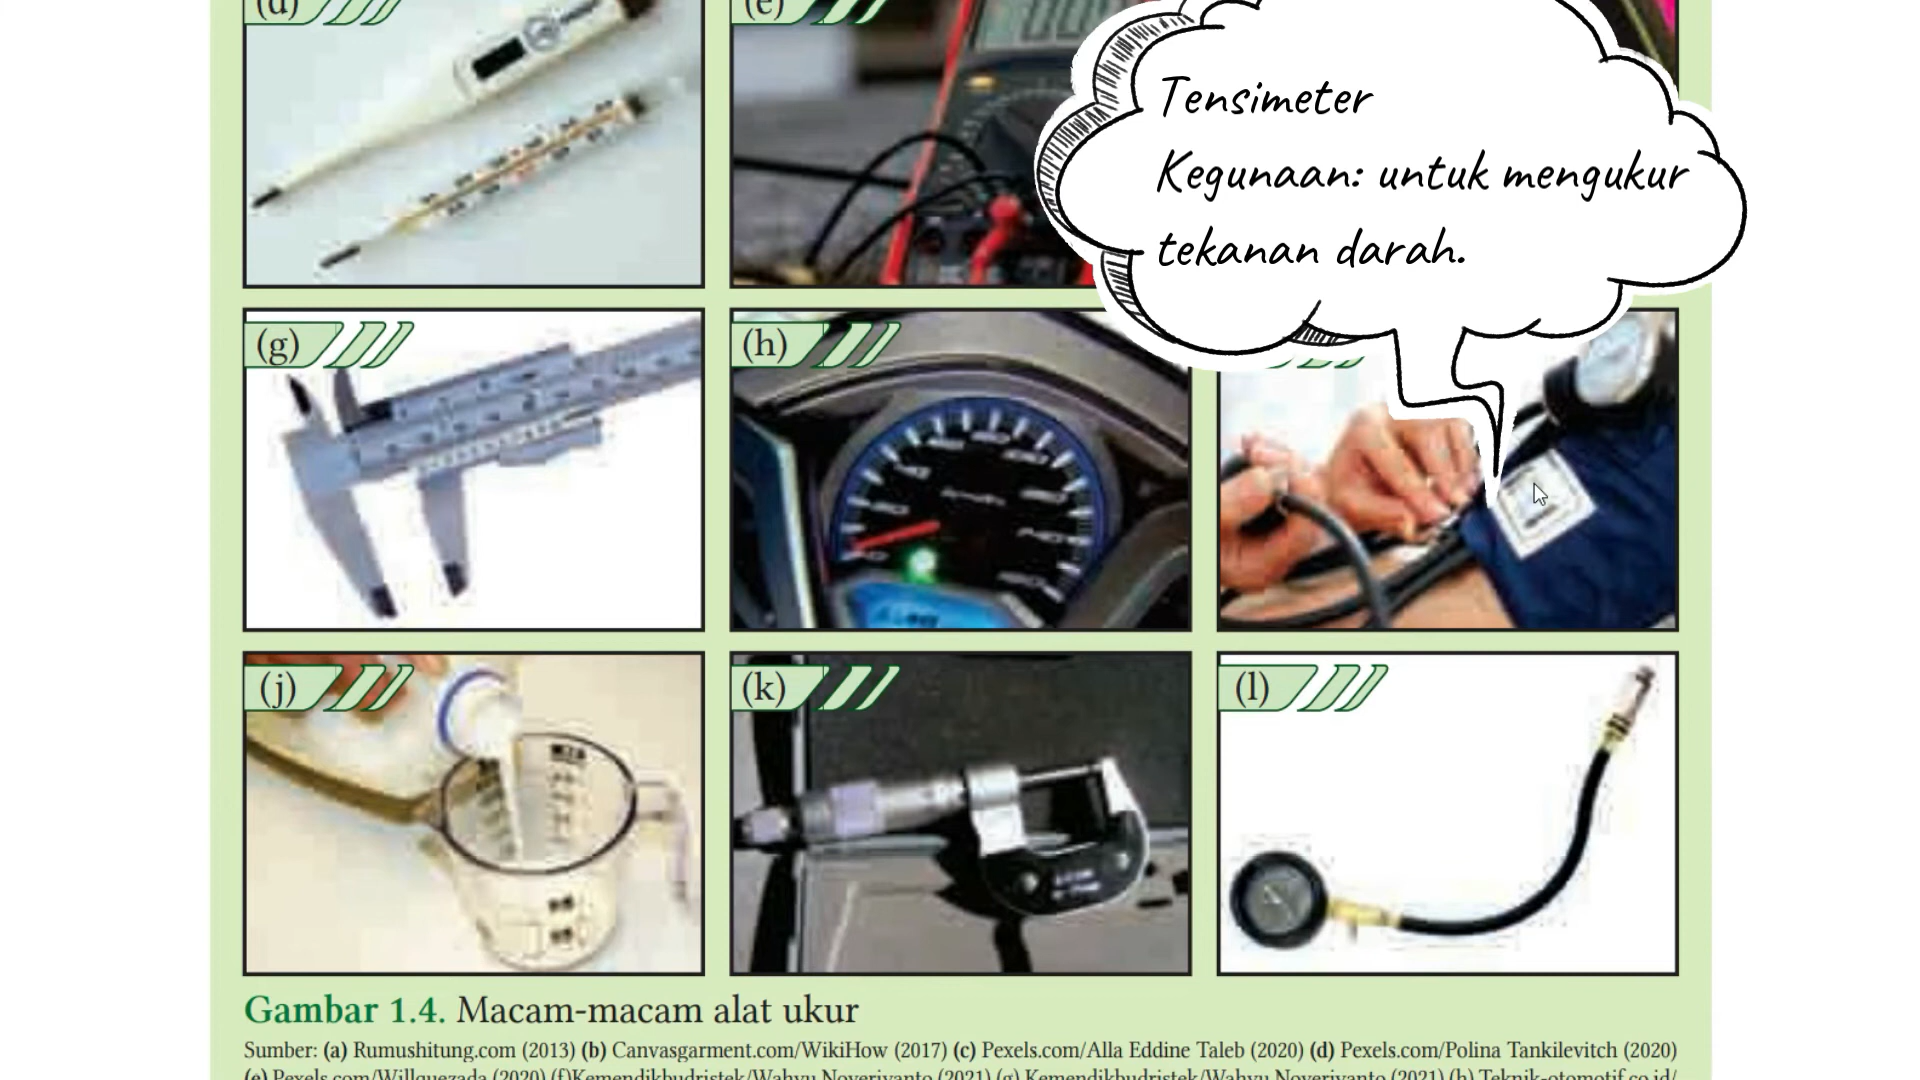 (d)
(e)
Tensimeter
Kegunaan: untuk mengukur
tekanan darah.
(g)
(h)
(j)
(k)
(l)
Gambar 1.4. Macam-macam alat ukur
Sumber: (a) Rumushitung.com (2013) (b) Canvasgarment.com/WikiHow (2017) (c) Pexels.com/Alla Eddine Taleb (2020) (d) Pexels.com/Polina Tankilevitch (2020)
(e) Pexels.com/Willquezada (2020) (f)Kemendikbudristek/Wahyu Noveriyanto (2021) (g) Kemendikbudristek/Wahyu Noveriyanto (2021) (h) Teknik-otomotif.co.id/